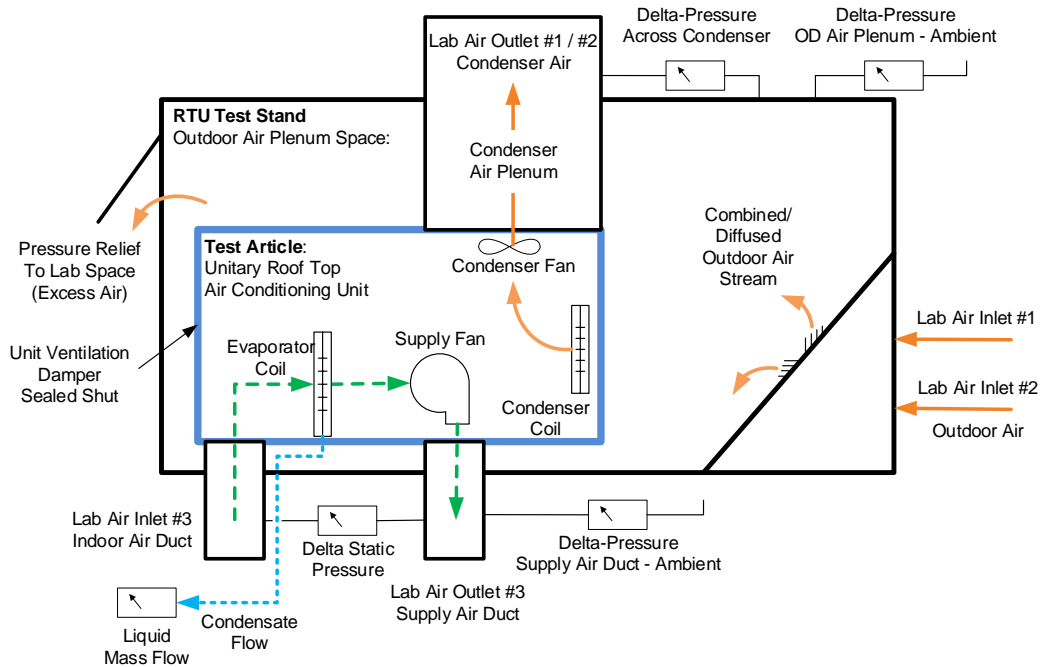 Lab Air Outlet #1 / #2
Condenser Air
Delta-Pressure
Across Condenser
Delta-Pressure
OD Air Plenum - Ambient
RTU Test Stand
Outdoor Air Plenum Space:
Condenser
Air Plenum
Pressure Relief
To Lab Space
(Excess Air)
Test Article:
Unitary Roof Top
Air Conditioning Unit
Condenser Fan
Combined/
Diffused
Outdoor Air
Stream
Unit Ventilation
Damper
Sealed Shut
Evaporator
Coil
Supply Fan
Condenser
Coil
Lab Air Inlet #1
Lab Air Inlet #2
Outdoor Air
Lab Air Inlet #3
Indoor Air Duct
Delta Static
Pressure
Delta-Pressure
Supply Air Duct - Ambient
Lab Air Outlet #3
Supply Air Duct
Condensate
Flow
Liquid
Mass Flow